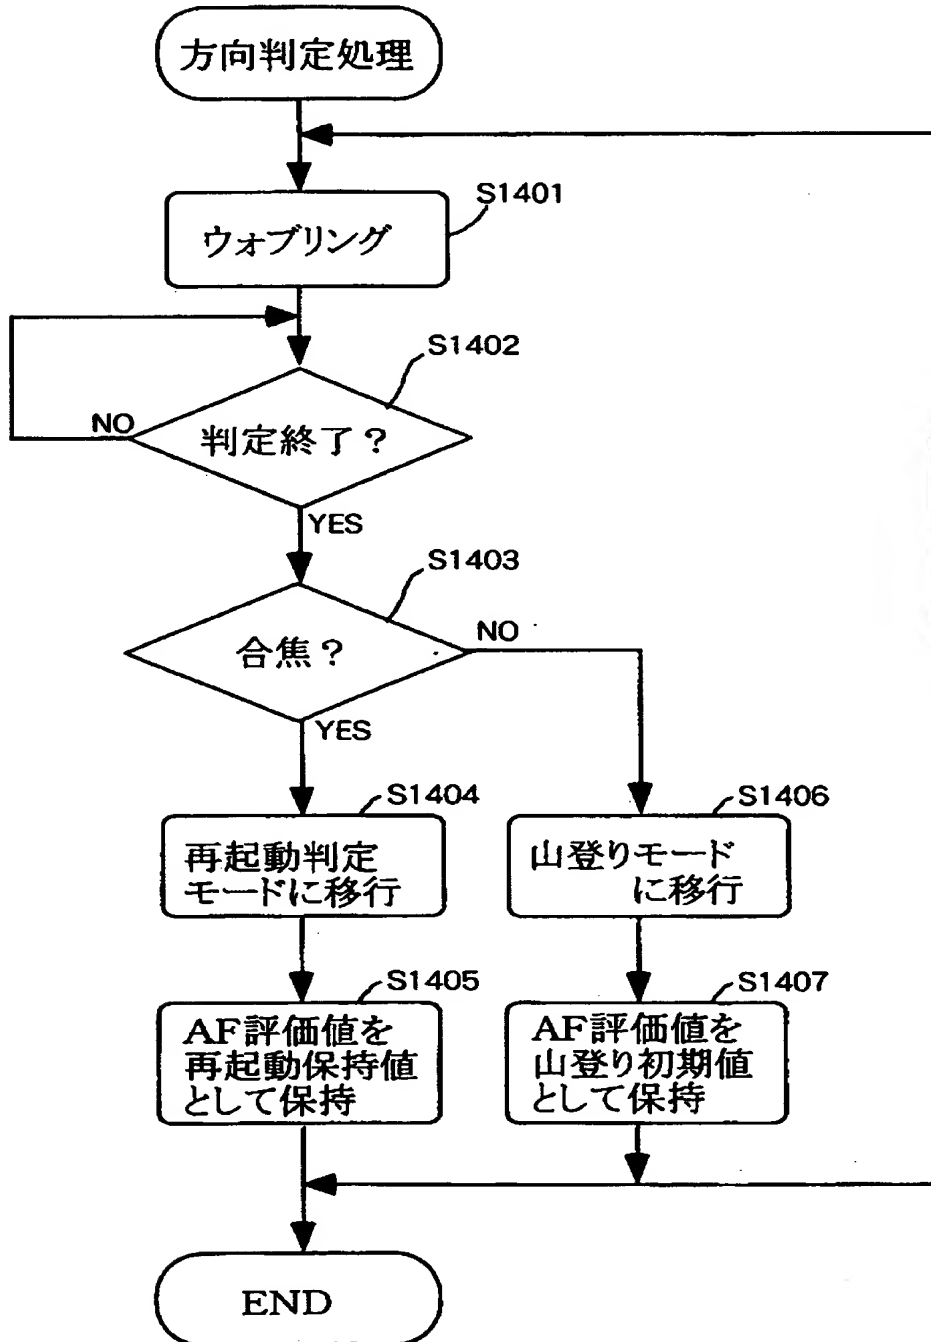 方向判定処理
S1401
ウォブリング
S1402
NO
判定終了?
YES
S1403
NO
合焦?
YES
S1404
再起動判定
モードに移行
S1406
山登りモード
に移行
S1405
AF評価値を
再起動保持値
として保持
S1407
AF評価値を
山登り初期値
として保持
END